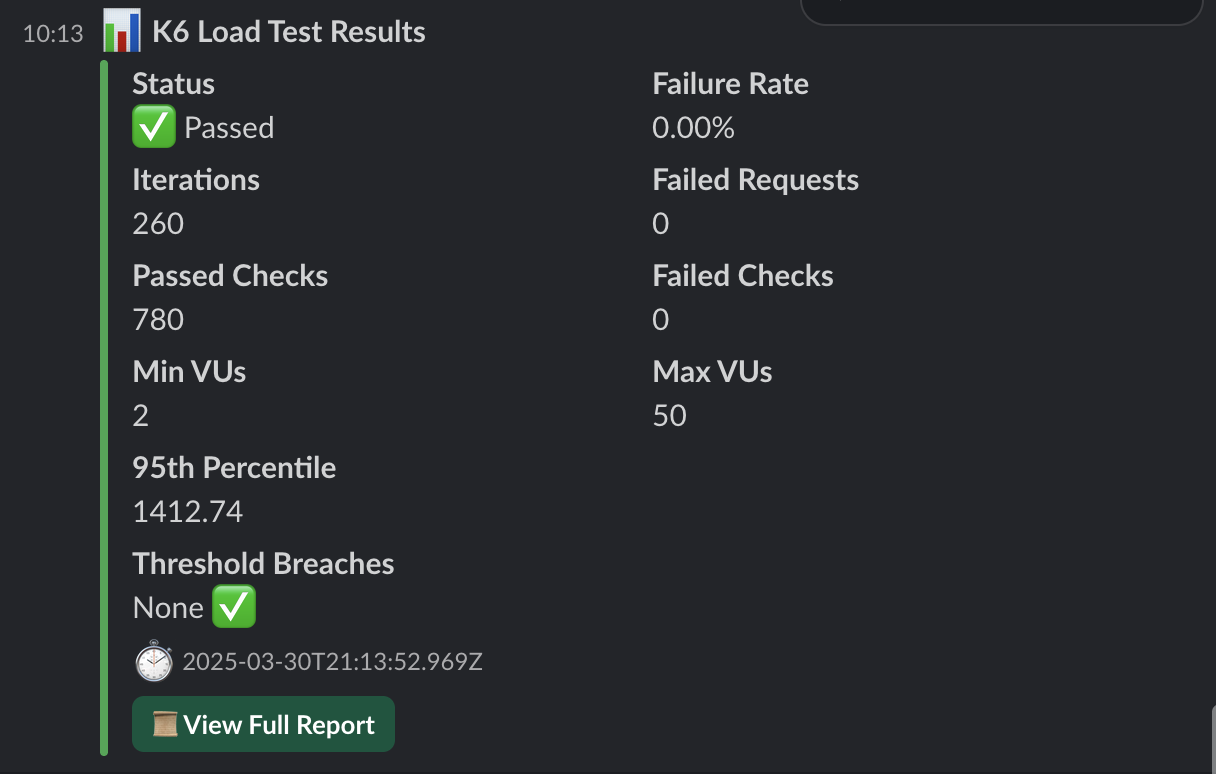 10:13 K6 Load Test Results
Status
Failure Rate
Passed
0.00%
Iterations
Failed Requests
260
0
Passed Checks
Failed Checks
780
0
Min VUs
Max VUs
2
50
95th Percentile
1412.74
Threshold Breaches
None
2025-03-30T21:13:52.969Z
View Full Report